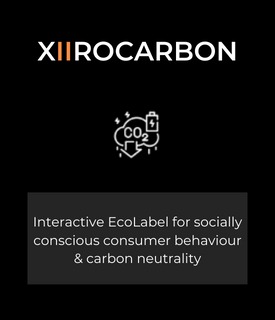 XIIROCARBON
CO2
Interactive EcoLabel for socially
conscious consumer behaviour
& carbon neutrality